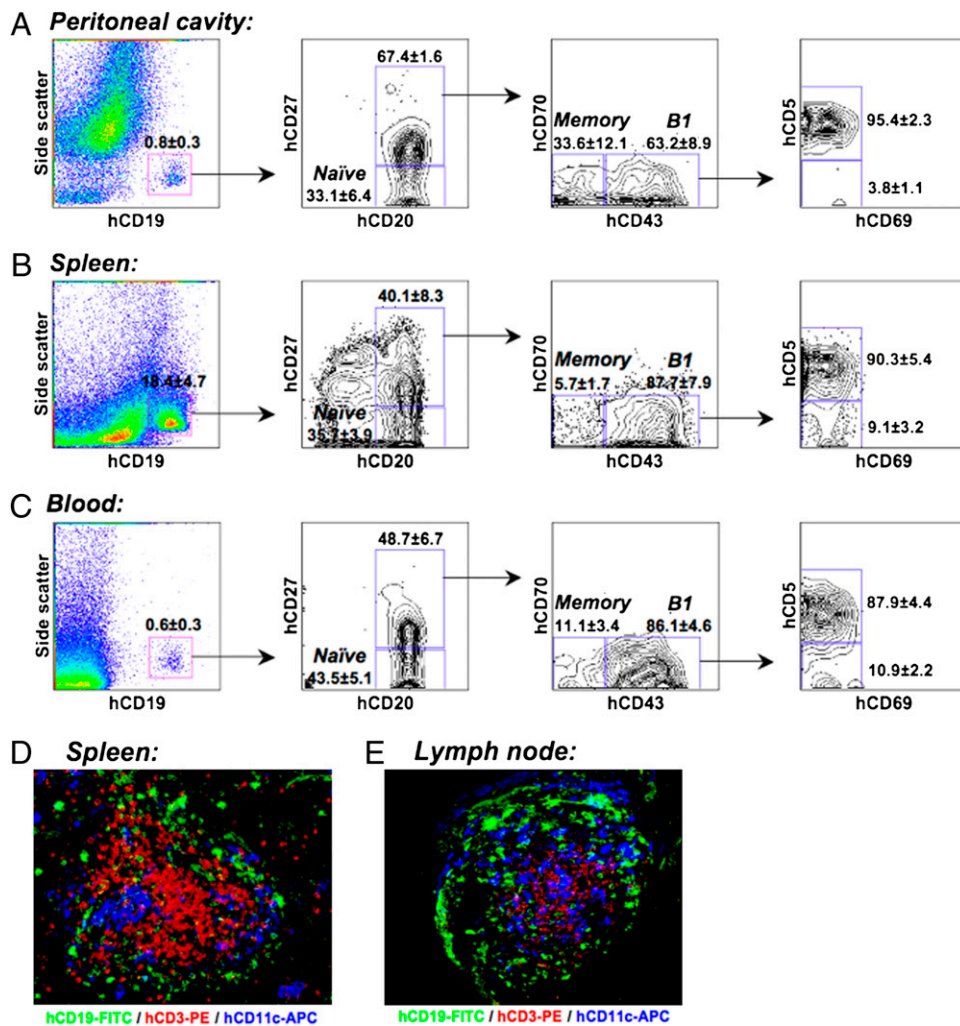 A Peritoneal cavity:
Side scatter
0.8±0.3
hCD19
hCD27
67.4±1.6
Naïve
33.1±6.4
hCD20
hCD70
Memory B1
33.6±12.1 63.2±8.9
hCD43
hCD5
95.4±2.3
3.8±1.1
hCD69
B Spleen:
Side scatter
18.4±4.7
hCD19
hCD27
40.1±8.3
Naïve
35.7±3.9
hCD20
hCD70
Memory B1
5.7±1.7 87.7±7.9
hCD43
hCD5
90.3±5.4
9.1±3.2
hCD69
C Blood:
Side scatter
0.6±0.3
hCD19
hCD27
48.7±6.7
Naïve
43.5±5.1
hCD20
hCD70
Memory B1
11.1±3.4 86.1±4.6
hCD43
hCD5
87.9±4.4
10.9±2.2
hCD69
D Spleen:
hCD19-FITC / hCD3-PE / hCD11c-APC
E Lymph node:
hCD19-FITC / hCD3-PE / hCD11c-APC